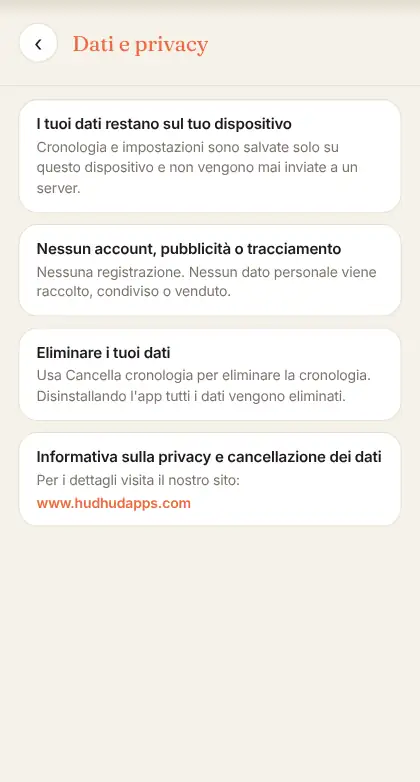 Dati e privacy
I tuoi dati restano sul tuo dispositivo
Cronologia e impostazioni sono salvate solo su
questo dispositivo e non vengono mai inviate a un
server.
Nessun account, pubblicità o tracciamento
Nessuna registrazione. Nessun dato personale viene
raccolto, condiviso o venduto.
Eliminare i tuoi dati
Usa Cancella cronologia per eliminare la cronologia.
Disinstallando l'app tutti i dati vengono eliminati.
Informativa sulla privacy e cancellazione dei dati
Per i dettagli visita il nostro sito:
www.hudhudapps.com